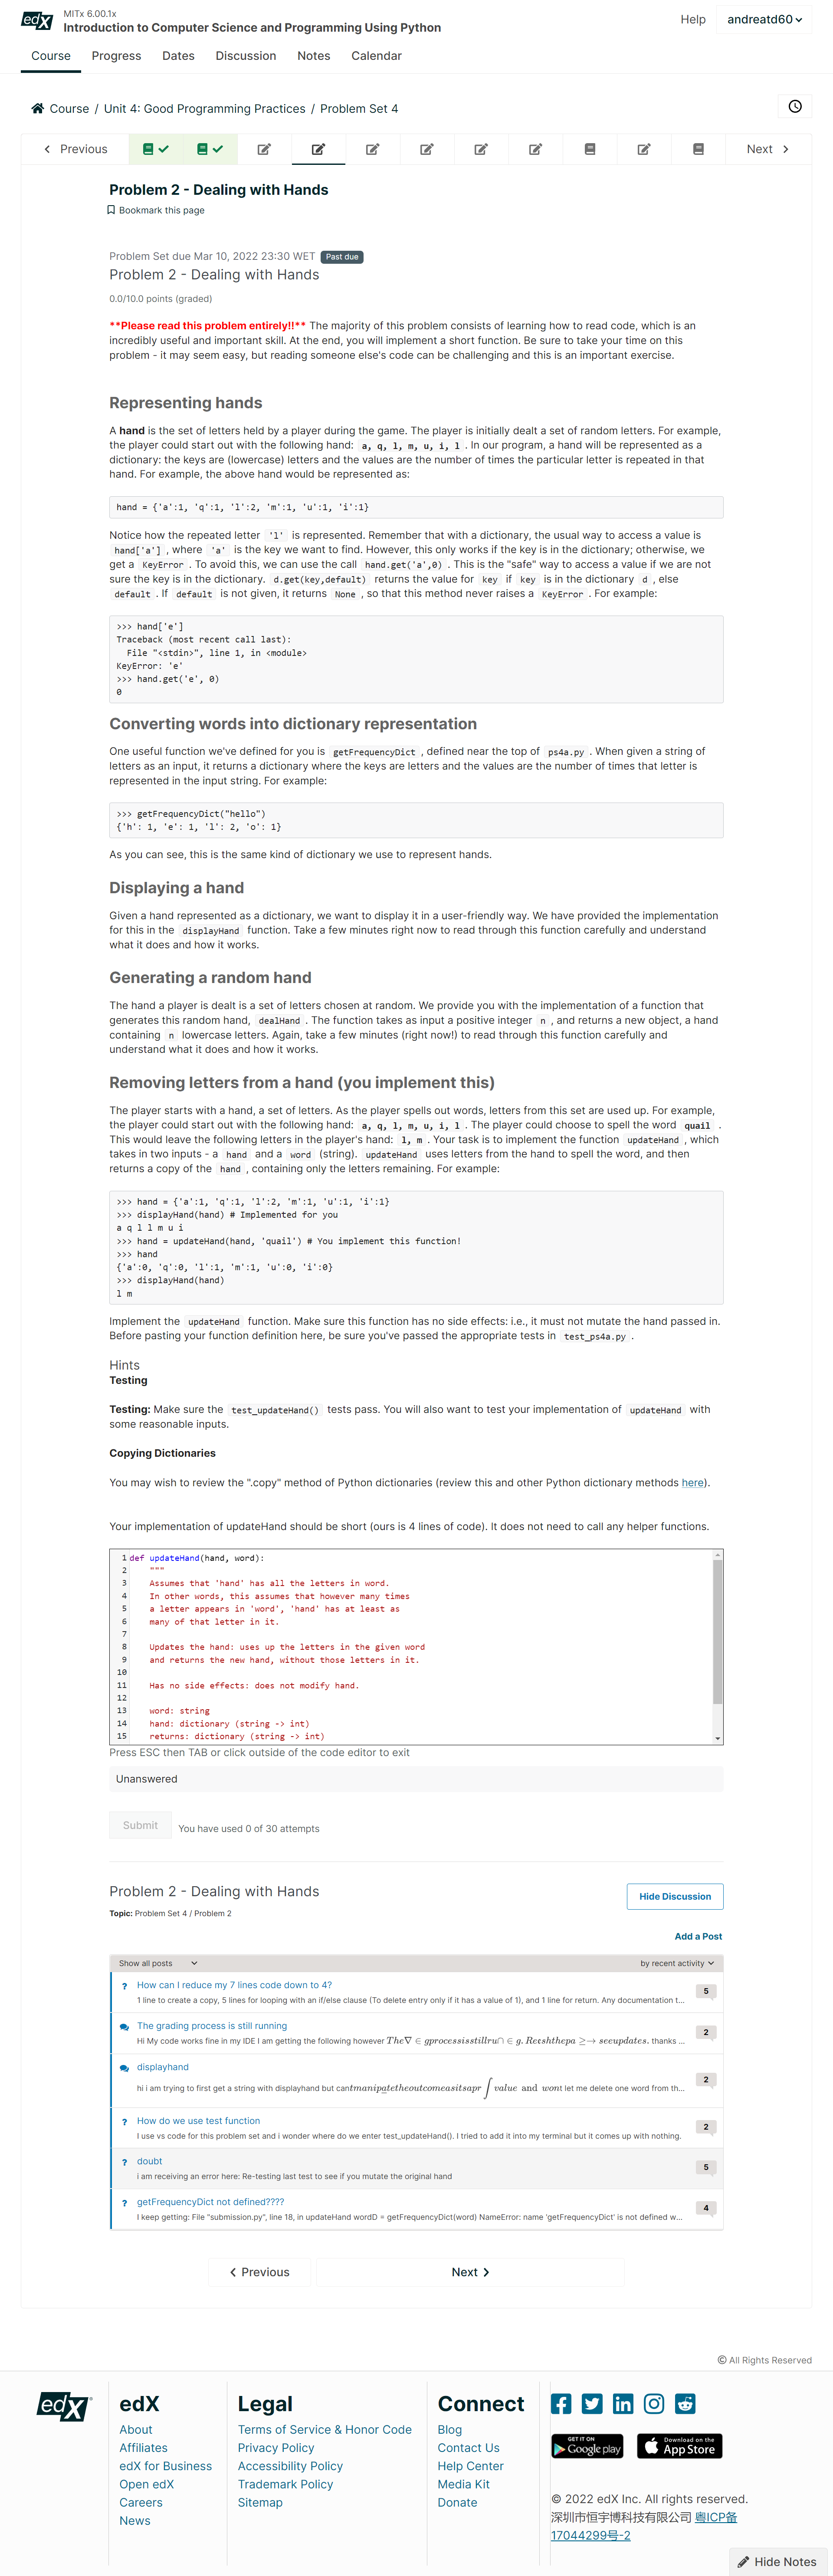 edX
MITx 6.00.1x
Introduction to Computer Science and Programming Using Python
Help
andreatd60
Course Progress Dates Discussion Notes Calendar
Course / Unit 4: Good Programming Practices / Problem Set 4
Previous
Next
Problem 2 - Dealing with Hands
Bookmark this page
Problem Set due Mar 10, 2022 23:30 WET Past due
Problem 2 - Dealing with Hands
0.0/10.0 points (graded)
**Please read this problem entirely!!** The majority of this problem consists of learning how to read code, which is an
incredibly useful and important skill. At the end, you will implement a short function. Be sure to take your time on this
problem - it may seem easy, but reading someone else's code can be challenging and this is an important exercise.
Representing hands
A hand is the set of letters held by a player during the game. The player is initially dealt a set of random letters. For example,
the player could start out with the following hand: a, q, l, m, u, i, l . In our program, a hand will be represented as a
dictionary: the keys are (lowercase) letters and the values are the number of times the particular letter is repeated in that
hand. For example, the above hand would be represented as:
hand = {'a':1, 'q':1, 'l':2, 'm':1, 'u':1, 'i':1}
Notice how the repeated letter 'l' is represented. Remember that with a dictionary, the usual way to access a value is
hand['a'] , where 'a' is the key we want to find. However, this only works if the key is in the dictionary; otherwise, we
get a KeyError . To avoid this, we can use the call hand.get('a',0) . This is the "safe" way to access a value if we are not
sure the key is in the dictionary. d.get(key,default) returns the value for key if key is in the dictionary d , else
default . If default is not given, it returns None , so that this method never raises a KeyError . For example:
>>> hand['e']
Traceback (most recent call last):
  File "<stdin>", line 1, in <module>
KeyError: 'e'
>>> hand.get('e', 0)
0
Converting words into dictionary representation
One useful function we've defined for you is getFrequencyDict , defined near the top of ps4a.py . When given a string of
letters as an input, it returns a dictionary where the keys are letters and the values are the number of times that letter is
represented in the input string. For example:
>>> getFrequencyDict("hello")
{'h': 1, 'e': 1, 'l': 2, 'o': 1}
As you can see, this is the same kind of dictionary we use to represent hands.
Displaying a hand
Given a hand represented as a dictionary, we want to display it in a user-friendly way. We have provided the implementation
for this in the displayHand function. Take a few minutes right now to read through this function carefully and understand
what it does and how it works.
Generating a random hand
The hand a player is dealt is a set of letters chosen at random. We provide you with the implementation of a function that
generates this random hand, dealHand . The function takes as input a positive integer n , and returns a new object, a hand
containing n lowercase letters. Again, take a few minutes (right now!) to read through this function carefully and
understand what it does and how it works.
Removing letters from a hand (you implement this)
The player starts with a hand, a set of letters. As the player spells out words, letters from this set are used up. For example,
the player could start out with the following hand: a, q, l, m, u, i, l . The player could choose to spell the word quail .
This would leave the following letters in the player's hand: l, m . Your task is to implement the function updateHand , which
takes in two inputs - a hand and a word (string). updateHand uses letters from the hand to spell the word, and then
returns a copy of the hand , containing only the letters remaining. For example:
>>> hand = {'a':1, 'q':1, 'l':2, 'm':1, 'u':1, 'i':1}
>>> displayHand(hand) # Implemented for you
a q l l m u i
>>> hand = updateHand(hand, 'quail') # You implement this function!
>>> hand
{'a':0, 'q':0, 'l':1, 'm':1, 'u':0, 'i':0}
>>> displayHand(hand)
l m
Implement the updateHand function. Make sure this function has no side effects: i.e., it must not mutate the hand passed in.
Before pasting your function definition here, be sure you've passed the appropriate tests in test_ps4a.py .
Hints
Testing
Testing: Make sure the test_updateHand() tests pass. You will also want to test your implementation of updateHand with
some reasonable inputs.
Copying Dictionaries
You may wish to review the ".copy" method of Python dictionaries (review this and other Python dictionary methods here).
Your implementation of updateHand should be short (ours is 4 lines of code). It does not need to call any helper functions.
1 def updateHand(hand, word):
2     """
3     Assumes that 'hand' has all the letters in word.
4     In other words, this assumes that however many times
5     a letter appears in 'word', 'hand' has at least as
6     many of that letter in it.
7
8     Updates the hand: uses up the letters in the given word
9     and returns the new hand, without those letters in it.
10
11     Has no side effects: does not modify hand.
12
13     word: string
14     hand: dictionary (string -> int)
15     returns: dictionary (string -> int)
Press ESC then TAB or click outside of the code editor to exit
Unanswered
Submit You have used 0 of 30 attempts
Problem 2 - Dealing with Hands
Hide Discussion
Topic: Problem Set 4 / Problem 2
Add a Post
Show all posts by recent activity
How can I reduce my 7 lines code down to 4?
1 line to create a copy, 5 lines for looping with an if/else clause (To delete entry only if it has a value of 1), and 1 line for return. Any documentation t...
5
The grading process is still running
Hi My code works fine in my IDE I am getting the following however The∇ ∈ gprocessisstillru∩ ∈ g. Retshthepa ≥→ seeupdates. thanks ...
2
displayhand
hi i am trying to first get a string with displayhand but cantmanipatetheoutcomeasitsapr ∫ value and wont let me delete one word from th...
2
How do we use test function
I use vs code for this problem set and i wonder where do we enter test_updateHand(). I tried to add it into my terminal but it comes up with nothing.
2
doubt
i am receiving an error here: Re-testing last test to see if you mutate the original hand
5
getFrequencyDict not defined????
I keep getting: File "submission.py", line 18, in updateHand wordD = getFrequencyDict(word) NameError: name 'getFrequencyDict' is not defined w...
4
Previous
Next
© All Rights Reserved
edX
edX
About
Affiliates
edX for Business
Open edX
Careers
News
Legal
Terms of Service & Honor Code
Privacy Policy
Accessibility Policy
Trademark Policy
Sitemap
Connect
Blog
Contact Us
Help Center
Media Kit
Donate
GET IT ON
Google play
Download on the
App Store
© 2022 edX Inc. All rights reserved.
深圳市恒宇博科技有限公司 粤ICP备
17044299号-2
Hide Notes